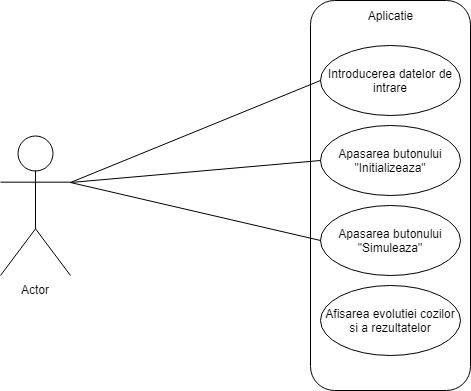 Aplicatie
Introducerea datelor de
intrare
Apasarea butonului
"Initializeaza"
Apasarea butonului
"Simuleaza"
Afisarea evolutiei cozilor
si a rezultatelor
Actor